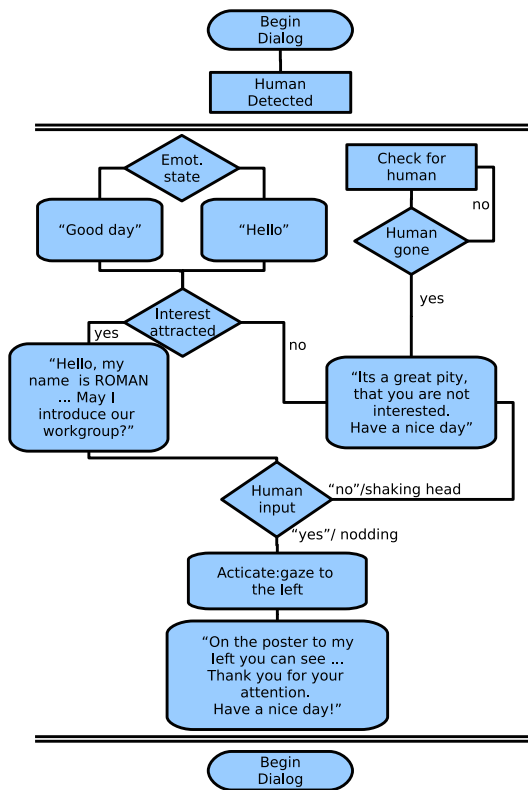 Begin
Dialog
Human
Detected
Emot.
state
Check for
human
no
“Good day”
“Hello”
Human
gone
yes
Interest
attracted
yes
no
“Hello, my
name is ROMAN
... May I
introduce our
workgroup?”
“Its a great pity,
that you are not
interested.
Have a nice day”
Human
input
“no”/shaking head
“yes”/ nodding
Acticate:gaze to
the left
“On the poster to my
left you can see ...
Thank you for your
attention.
Have a nice day!”
Begin
Dialog